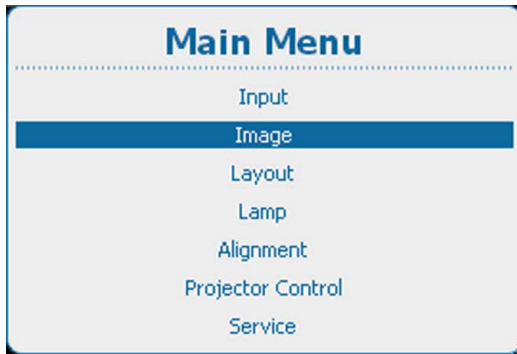 Main Menu
Input
Image
Layout
Lamp
Alignment
Projector Control
Service